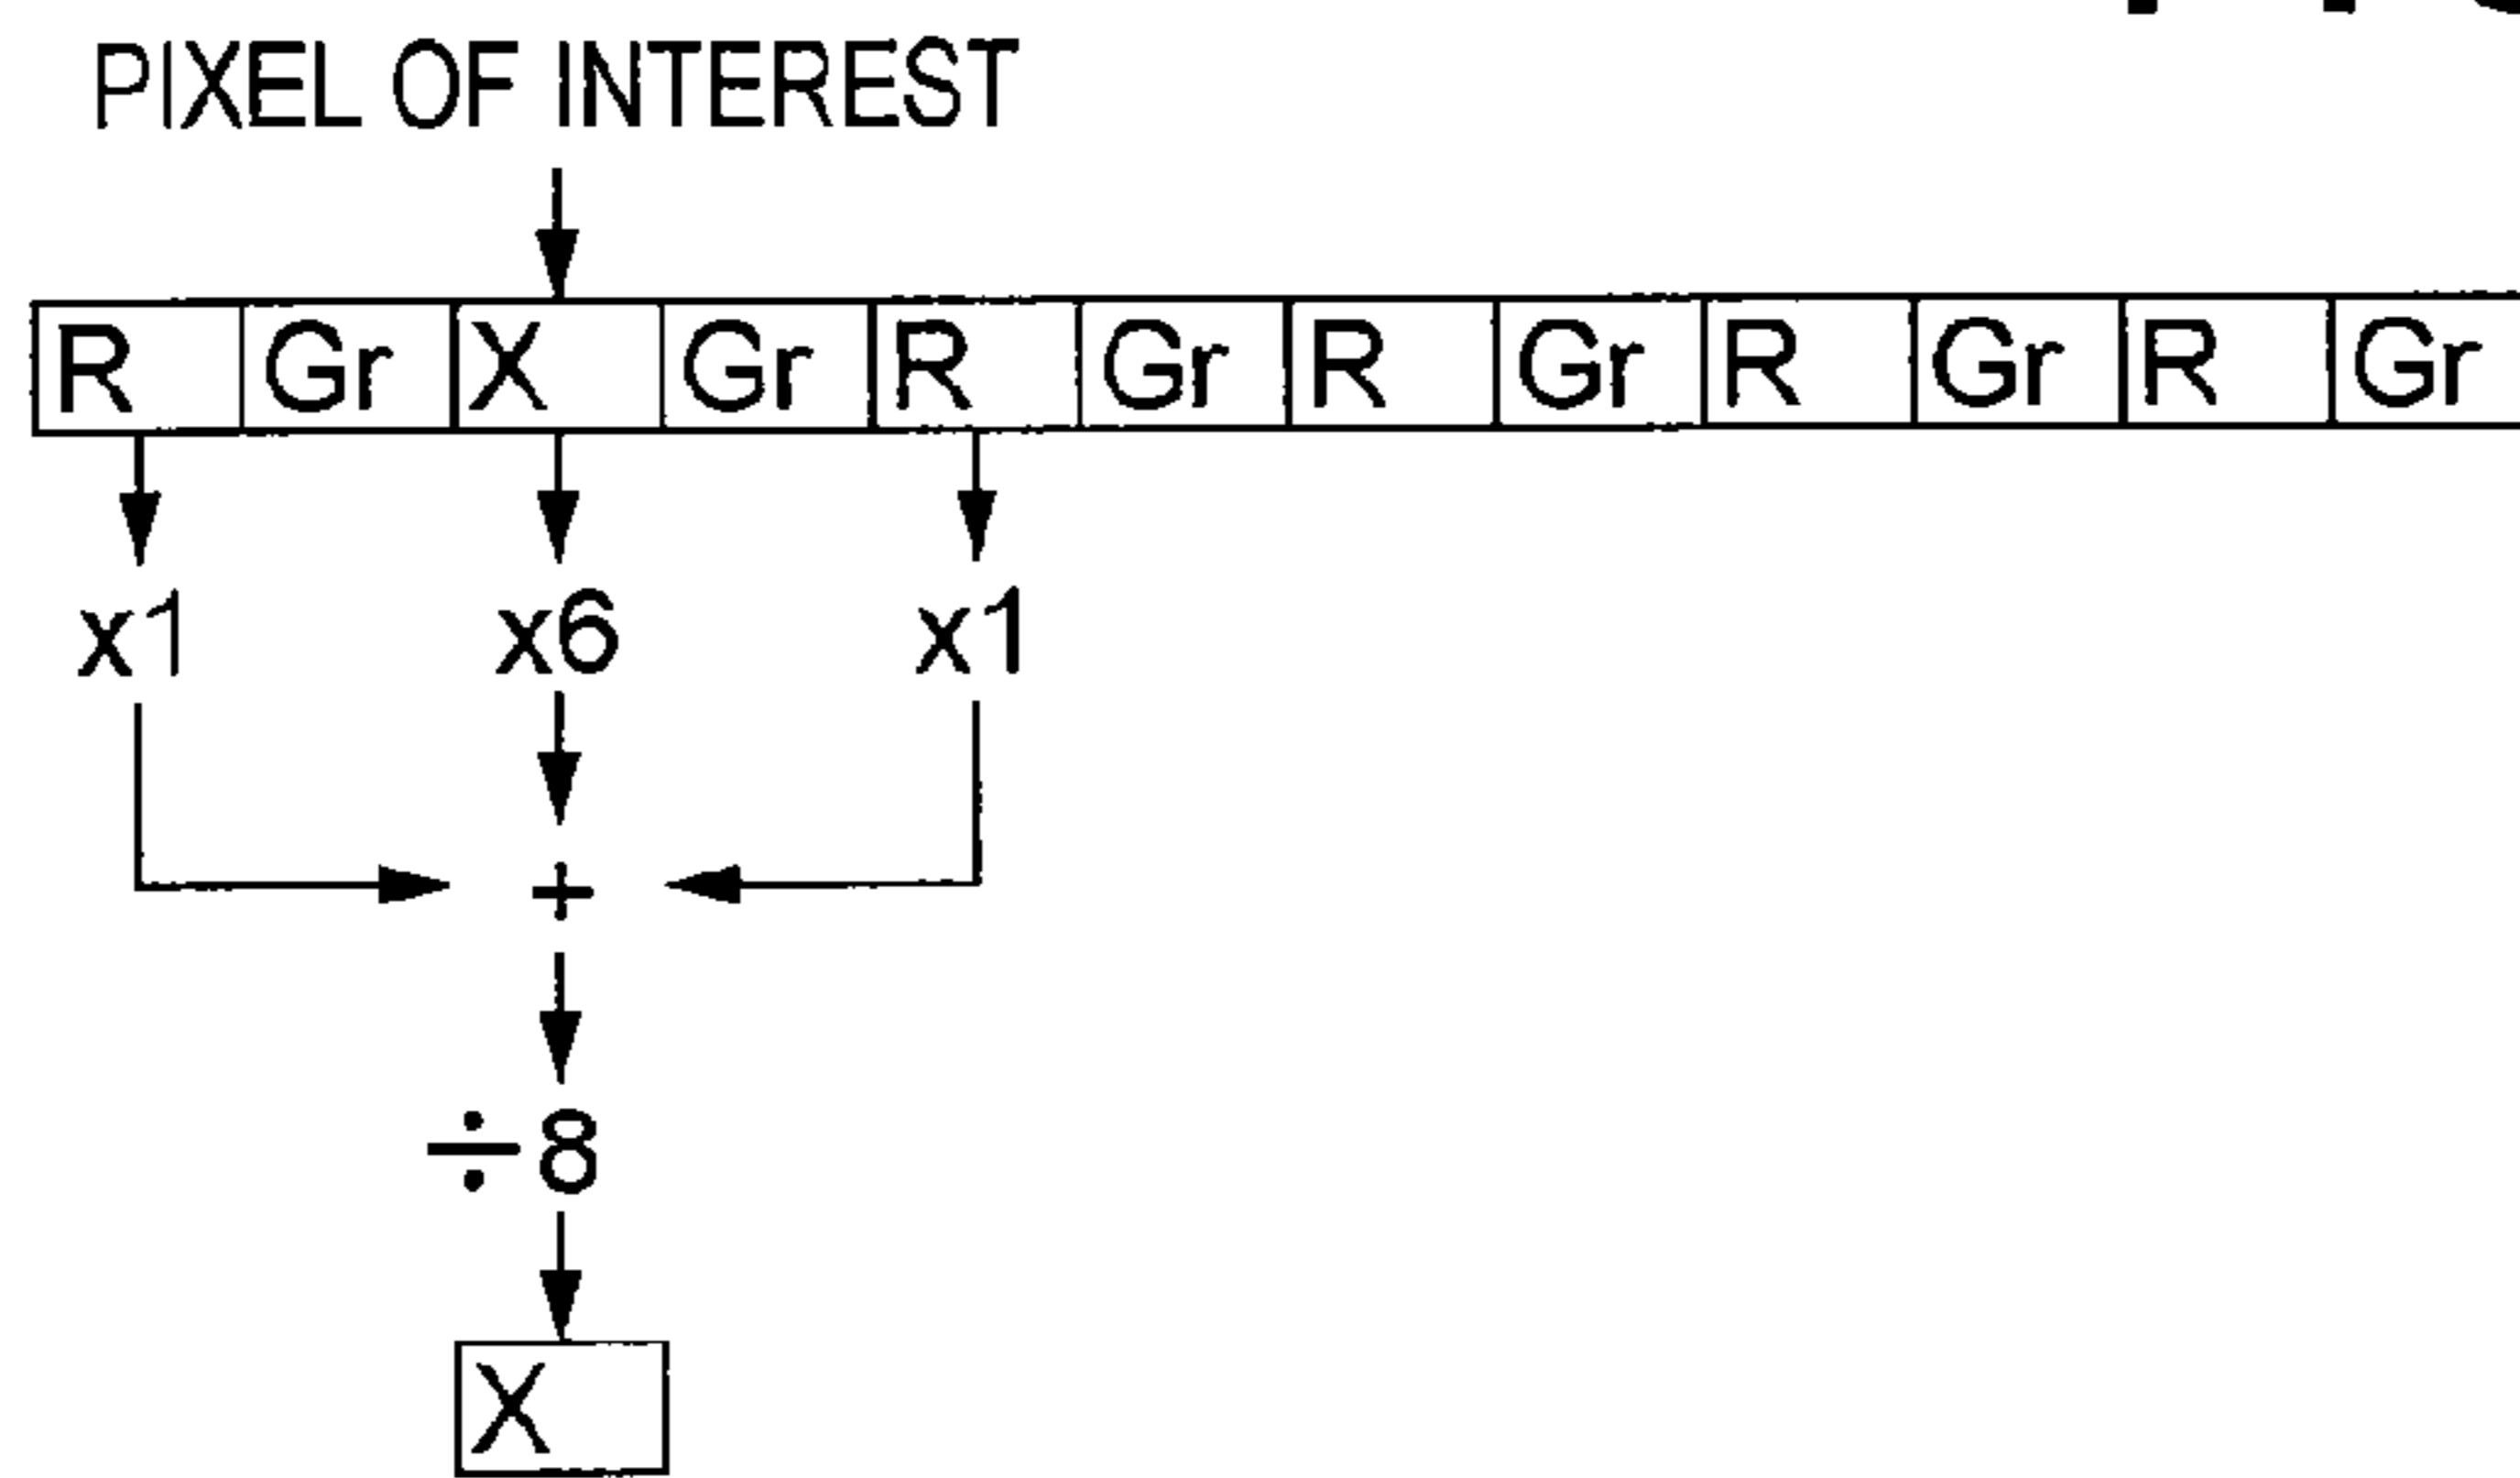 PIXEL OF INTEREST
R Gr X Gr R Gr R Gr R Gr R Gr
x1 x6 x1
+
÷8
X